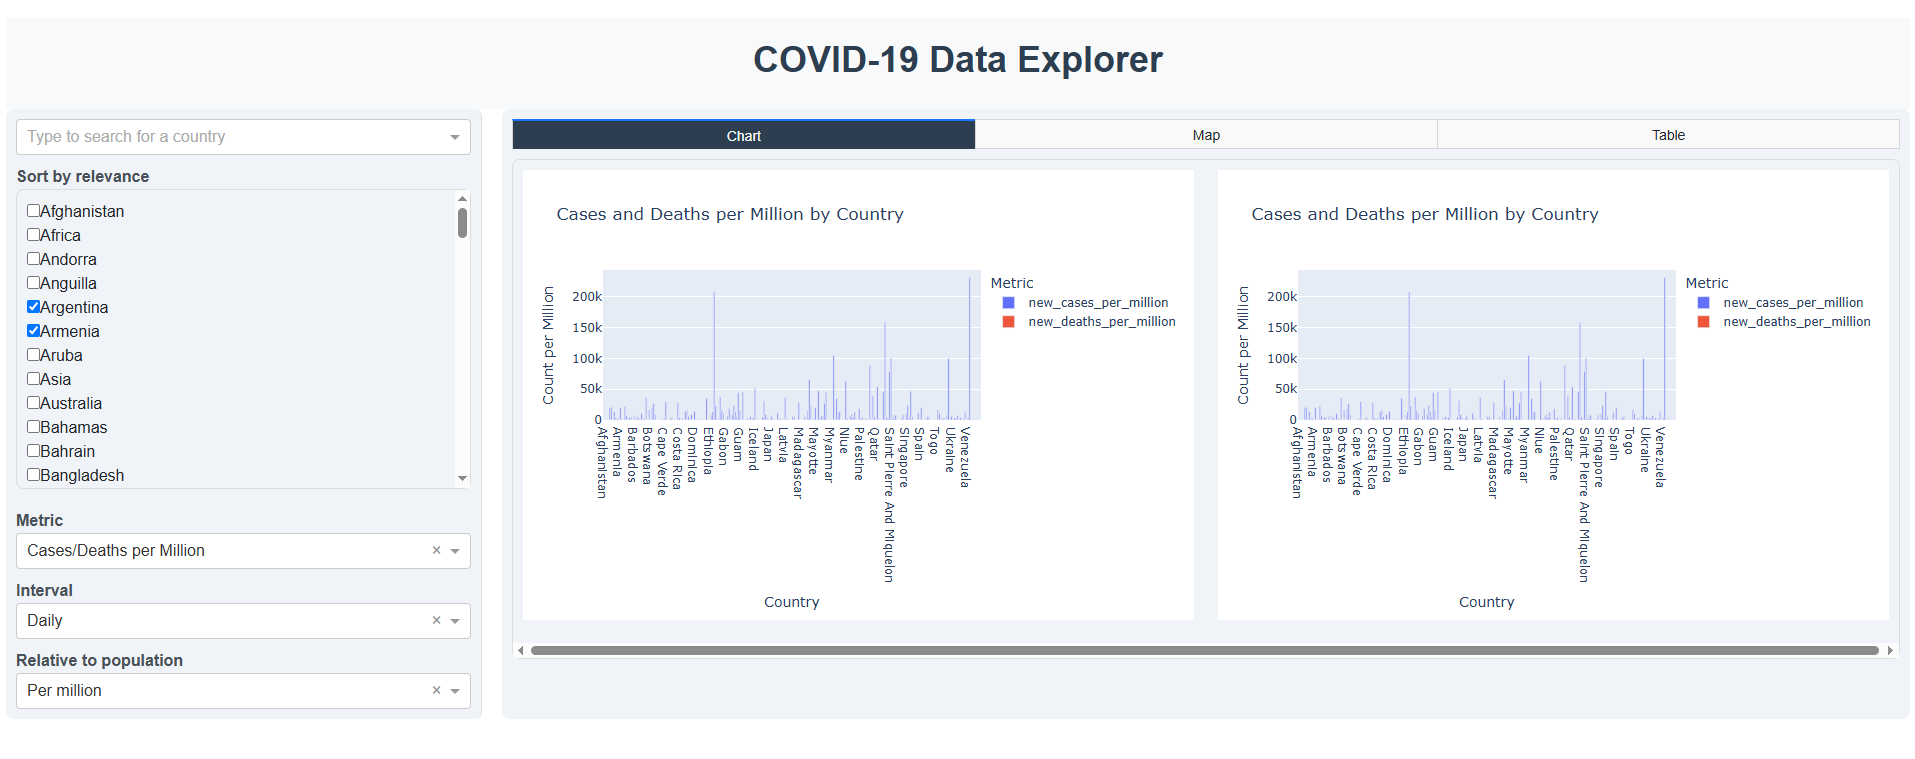 COVID-19 Data Explorer
Type to search for a country
Sort by relevance
Afghanistan
Africa
Andorra
Anguilla
Argentina
Armenia
Aruba
Asia
Australia
Bahamas
Bahrain
Bangladesh
Metric
Cases/Deaths per Million
×
Interval
Daily
×
Relative to population
Per million
×
Chart
Map
Table
Cases and Deaths per Million by Country
Count per Million
200k
150k
100k
50k
0
Afghanistan
Armenia
Barbados
Botswana
Cape Verde
Costa Rica
Dominica
Ethiopia
Gabon
Guam
Iceland
Japan
Latvia
Madagascar
Mayotte
Myanmar
Niue
Palestine
Qatar
Saint Pierre And Miquelon
Singapore
Spain
Togo
Ukraine
Venezuela
Country
Metric
new_cases_per_million
new_deaths_per_million
Cases and Deaths per Million by Country
Count per Million
200k
150k
100k
50k
0
Afghanistan
Armenia
Barbados
Botswana
Cape Verde
Costa Rica
Dominica
Ethiopia
Gabon
Guam
Iceland
Japan
Latvia
Madagascar
Mayotte
Myanmar
Niue
Palestine
Qatar
Saint Pierre And Miquelon
Singapore
Spain
Togo
Ukraine
Venezuela
Country
Metric
new_cases_per_million
new_deaths_per_million